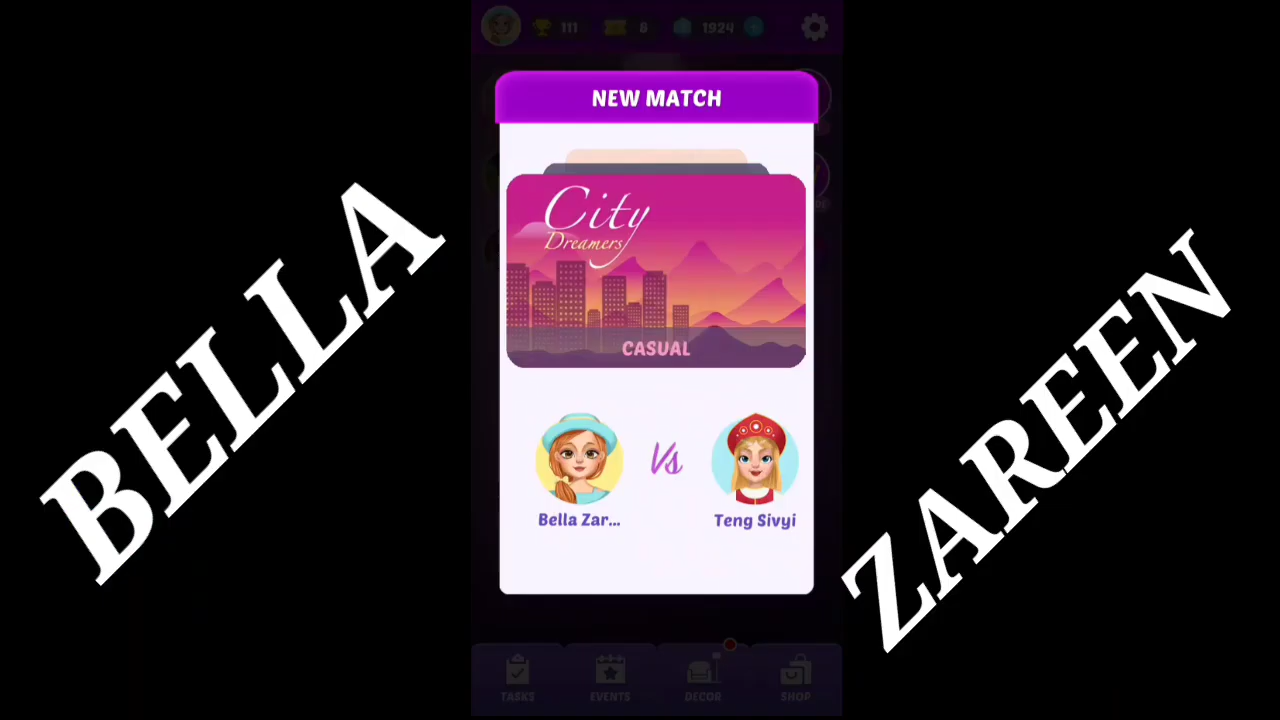 111 8 1924
NEW MATCH
City
Dreamers
CASUAL
BELLA
ZAREEN
Vs
Bella Zar...
Teng Sivyi
TASKS EVENTS DECOR SHOP